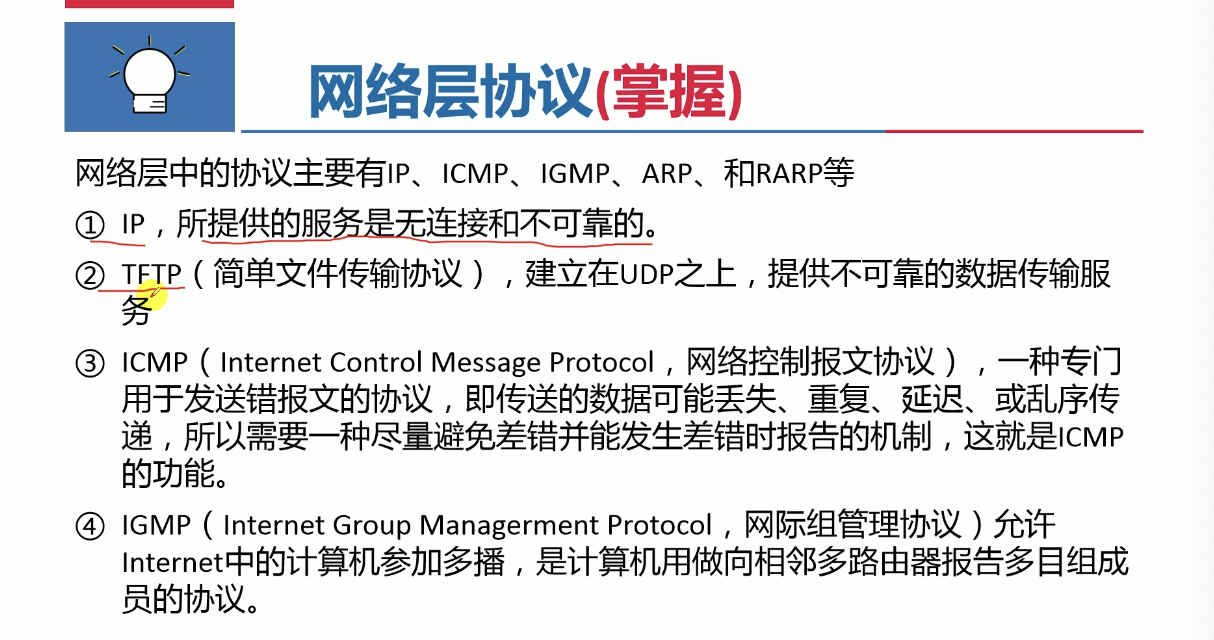 网络层协议(掌握)
网络层中的协议主要有IP、ICMP、IGMP、ARP、和RARP等
① IP，所提供的服务是无连接和不可靠的。
② TFTP（简单文件传输协议），建立在UDP之上，提供不可靠的数据传输服
务
③ ICMP（Internet Control Message Protocol，网络控制报文协议），一种专门
用于发送错报文的协议，即传送的数据可能丢失、重复、延迟、或乱序传
递，所以需要一种尽量避免差错并能发生差错时报告的机制，这就是ICMP
的功能。
④ IGMP（Internet Group Managerment Protocol，网际组管理协议）允许
Internet中的计算机参加多播，是计算机用做向相邻多路由器报告多目组成
员的协议。